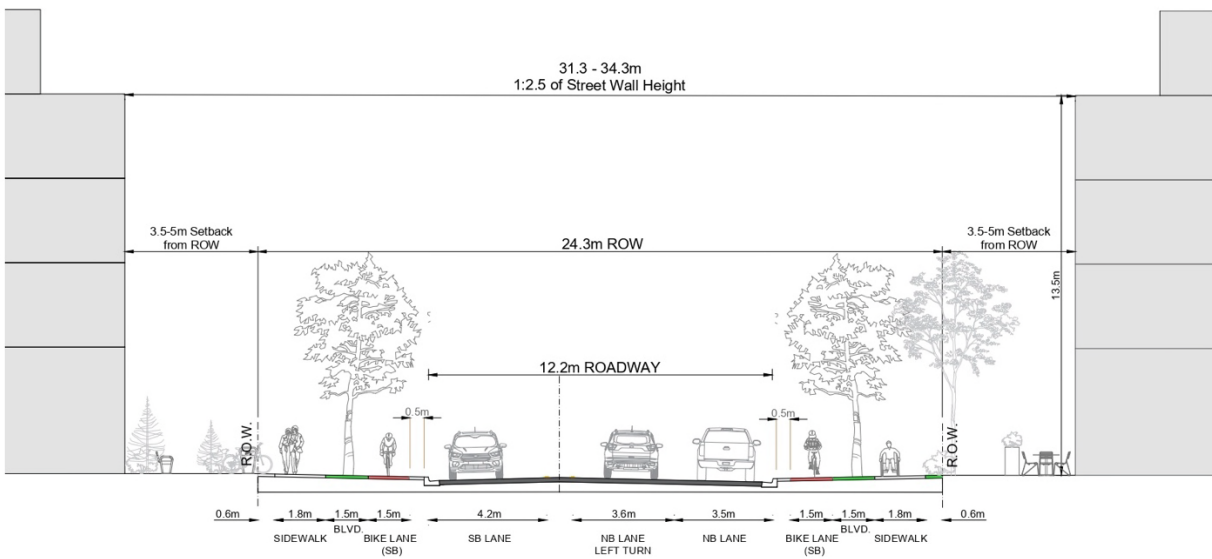 31.3 - 34.3m
1:2.5 of Street Wall Height
3.5-5m Setback
from ROW
24.3m ROW
3.5-5m Setback
from ROW
13.5m
12.2m ROADWAY
0.5m
0.5m
R.O.W.
R.O.W.
0.6m
1.8m
1.5m
1.5m
4.2m
3.6m
3.5m
1.5m
1.5m
1.8m
0.6m
SIDEWALK
BLVD.
BIKE LANE
(SB)
SB LANE
NB LANE
LEFT TURN
NB LANE
BIKE LANE
(SB)
BLVD.
SIDEWALK